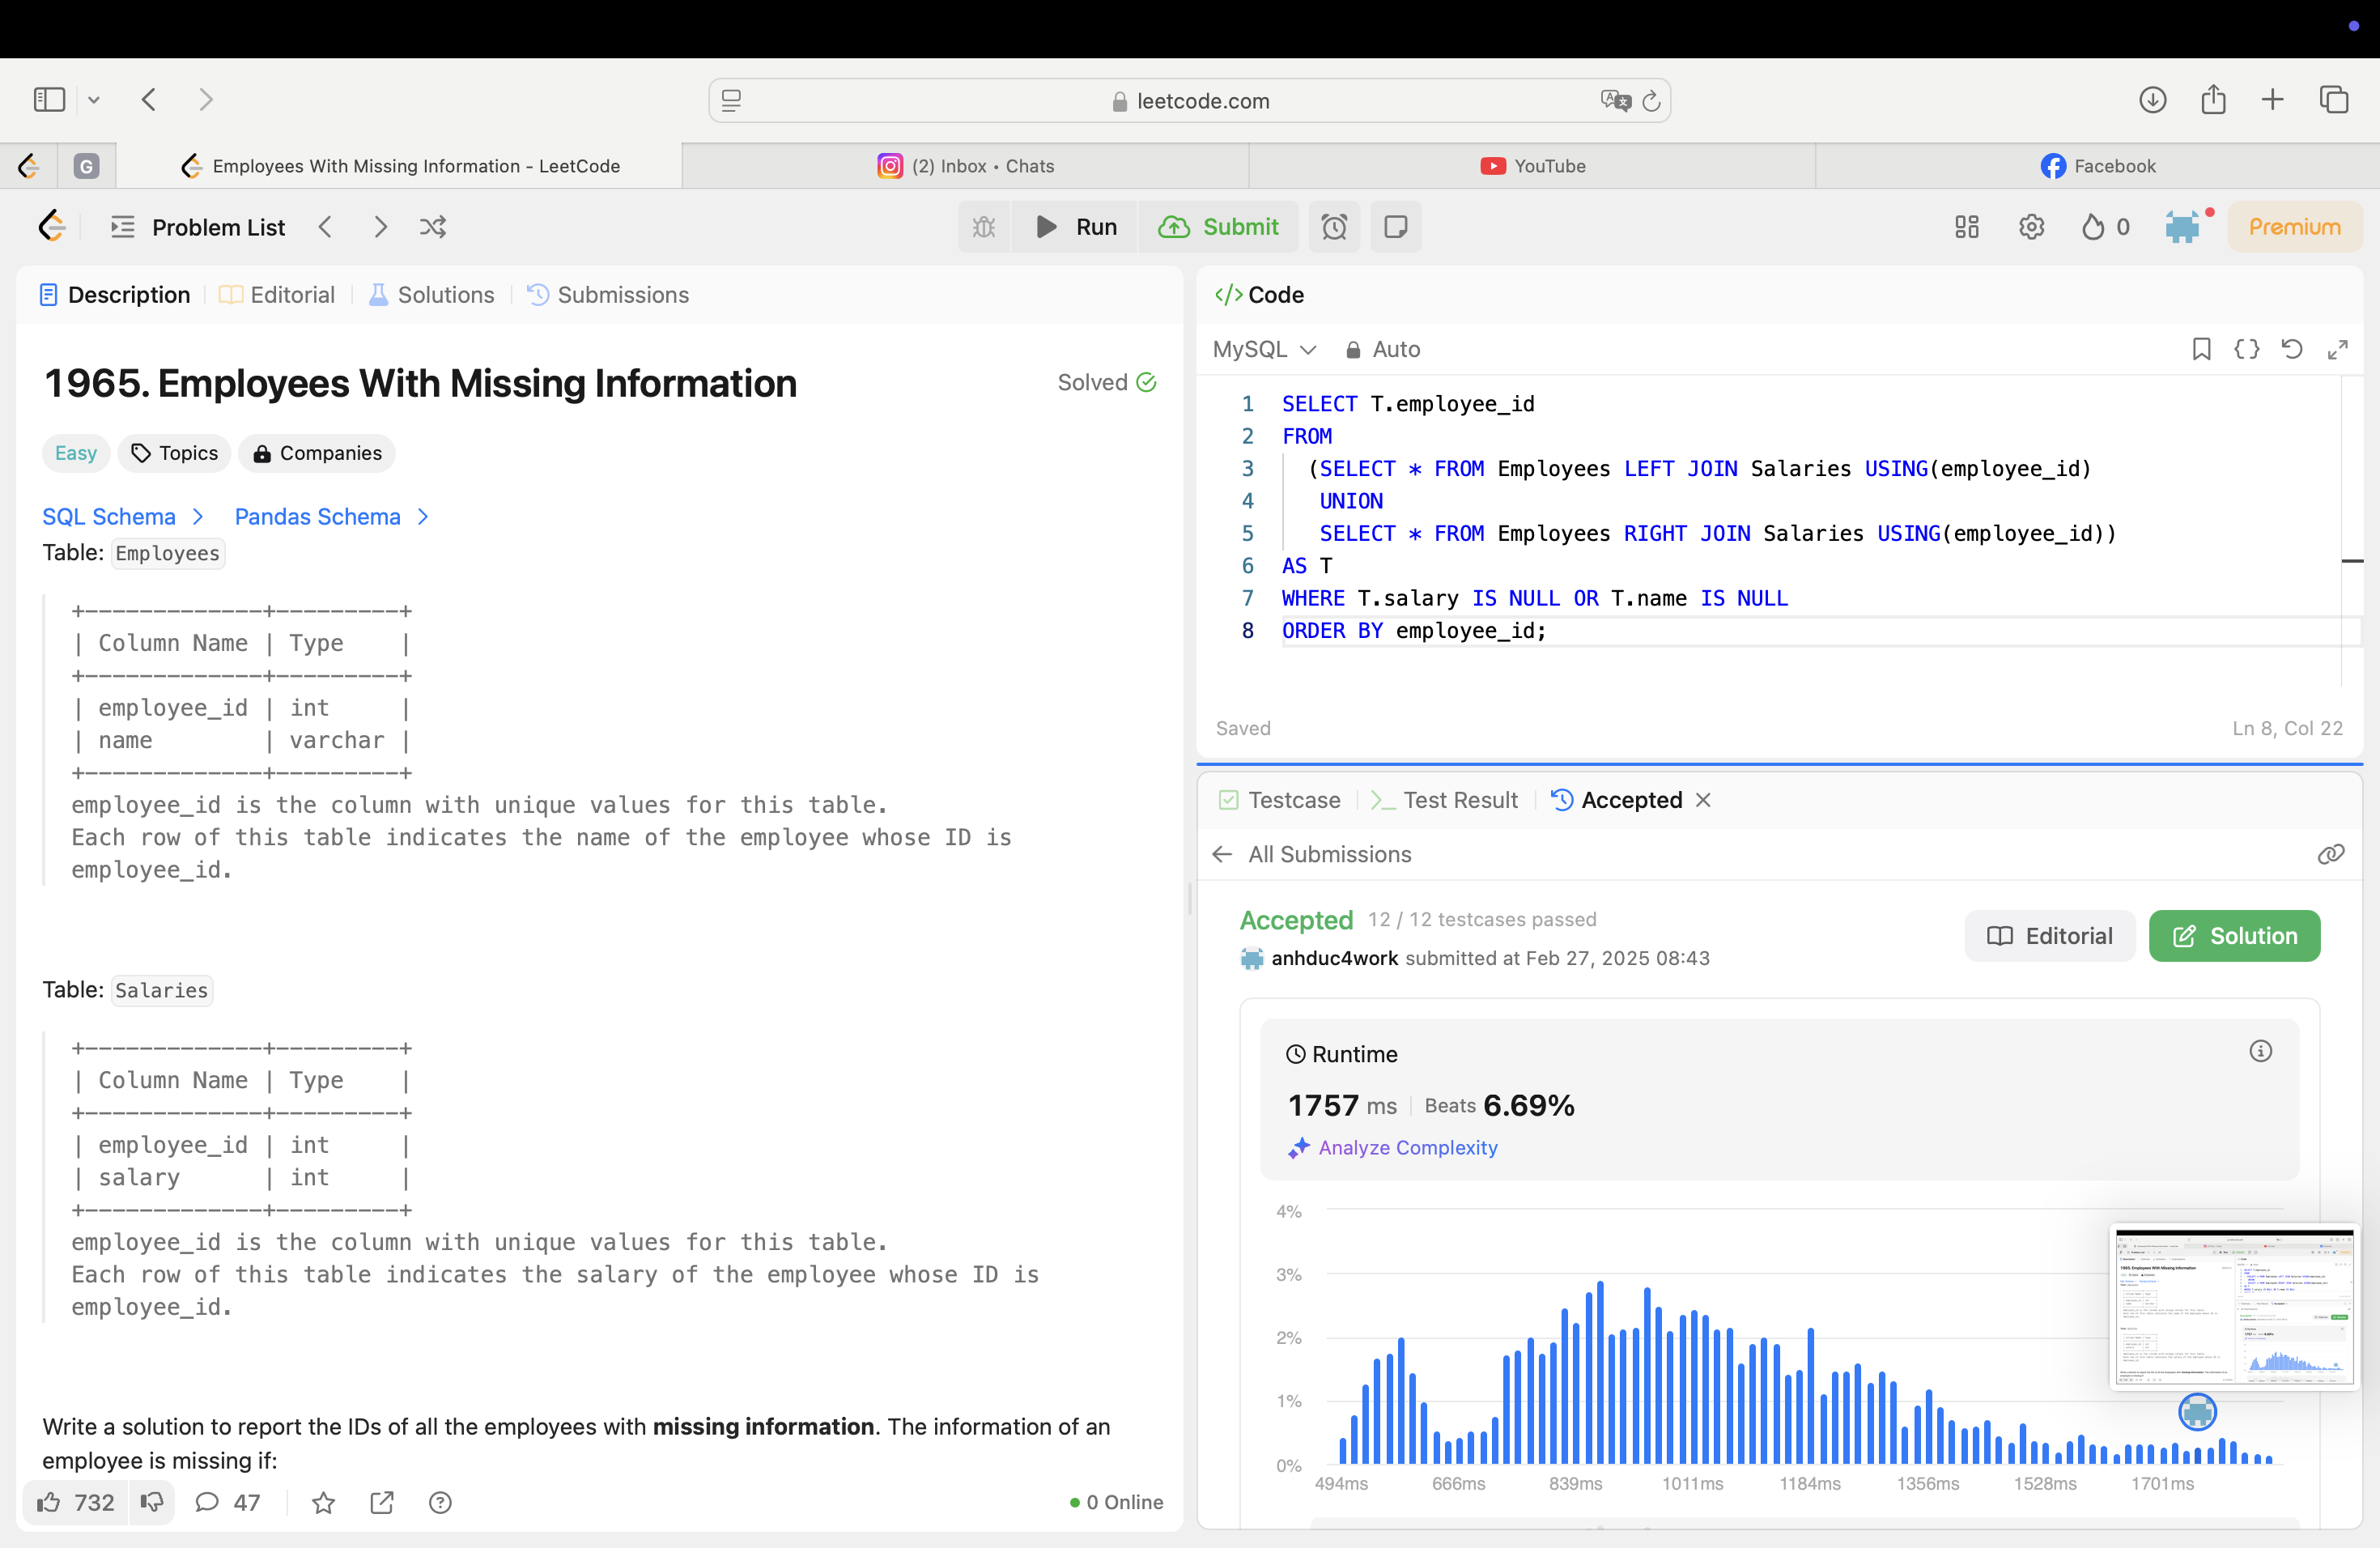 leetcode.com
G
Employees With Missing Information - LeetCode
(2) Inbox • Chats
YouTube
Facebook
Problem List
Run
Submit
0
Premium
Description
Editorial
Solutions
Submissions
1965. Employees With Missing Information
Solved
Easy
Topics
Companies
SQL Schema
Pandas Schema
Table: Employees
+-------------+---------+
| Column Name | Type    |
+-------------+---------+
| employee_id | int     |
| name        | varchar |
+-------------+---------+
employee_id is the column with unique values for this table.
Each row of this table indicates the name of the employee whose ID is
employee_id.
Table: Salaries
+-------------+---------+
| Column Name | Type    |
+-------------+---------+
| employee_id | int     |
| salary      | int     |
+-------------+---------+
employee_id is the column with unique values for this table.
Each row of this table indicates the salary of the employee whose ID is
employee_id.
Write a solution to report the IDs of all the employees with missing information. The information of an
employee is missing if:
732
47
0 Online
</> Code
MySQL
Auto
1 SELECT T.employee_id
2 FROM
3 (SELECT * FROM Employees LEFT JOIN Salaries USING(employee_id)
4 UNION
5 SELECT * FROM Employees RIGHT JOIN Salaries USING(employee_id))
6 AS T
7 WHERE T.salary IS NULL OR T.name IS NULL
8 ORDER BY employee_id;
Saved
Ln 8, Col 22
Testcase
Test Result
Accepted
All Submissions
Accepted 12 / 12 testcases passed
anhduc4work submitted at Feb 27, 2025 08:43
Editorial
Solution
Runtime
1757 ms
Beats 6.69%
Analyze Complexity
4%
3%
2%
1%
0%
494ms
666ms
839ms
1011ms
1184ms
1356ms
1528ms
1701ms